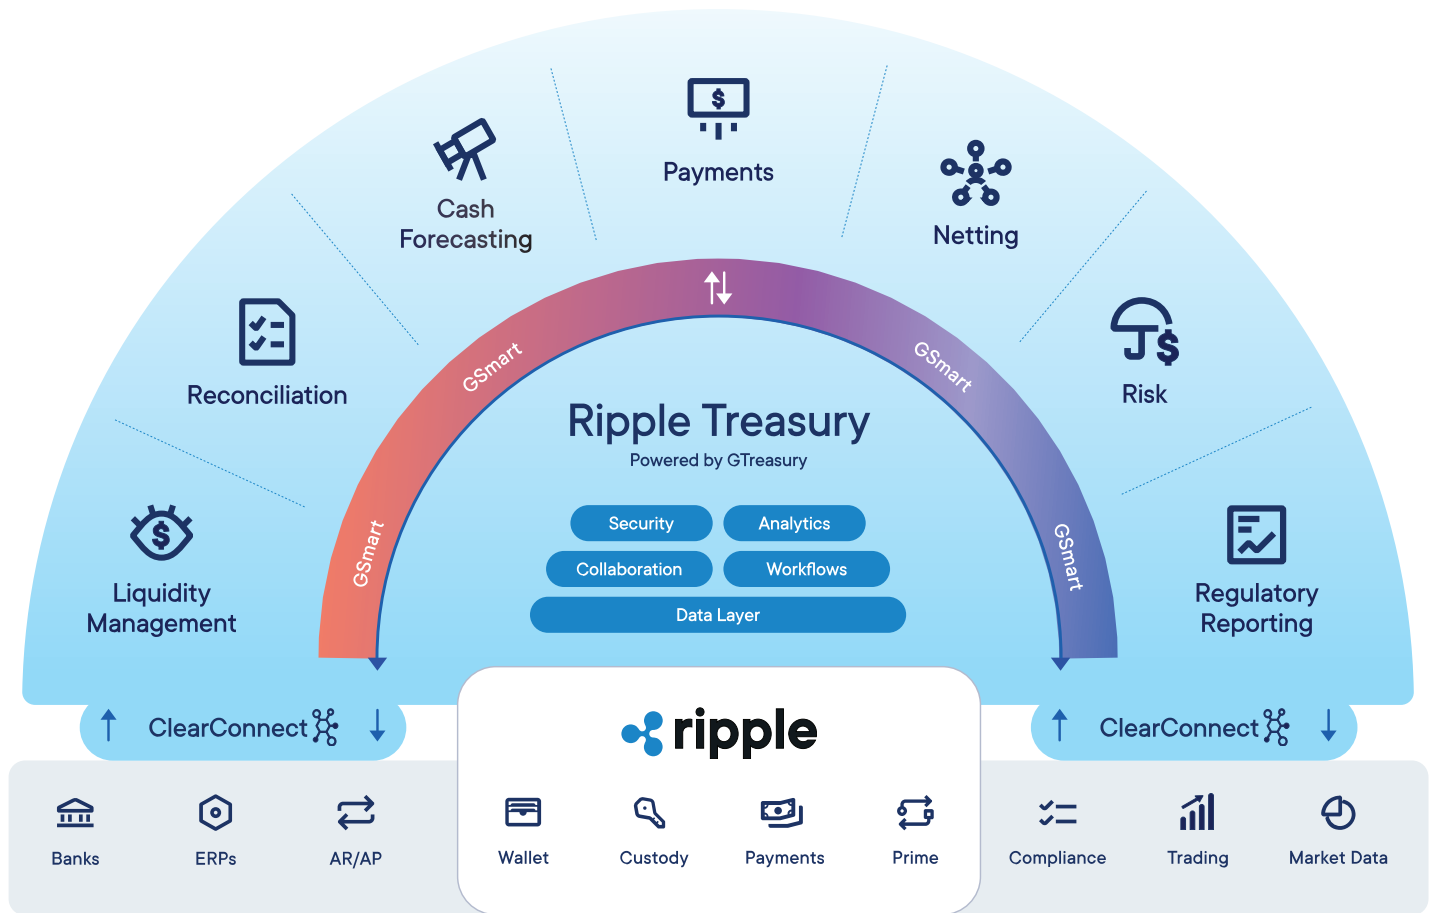 Payments
Cash
Forecasting
Netting
Reconciliation
Risk
Liquidity
Management
Regulatory
Reporting
GSmart
GSmart
GSmart
GSmart
Ripple Treasury
Powered by GTreasury
Security
Analytics
Collaboration
Workflows
Data Layer
ClearConnect
ripple
ClearConnect
Banks
ERPs
AR/AP
Wallet
Custody
Payments
Prime
Compliance
Trading
Market Data